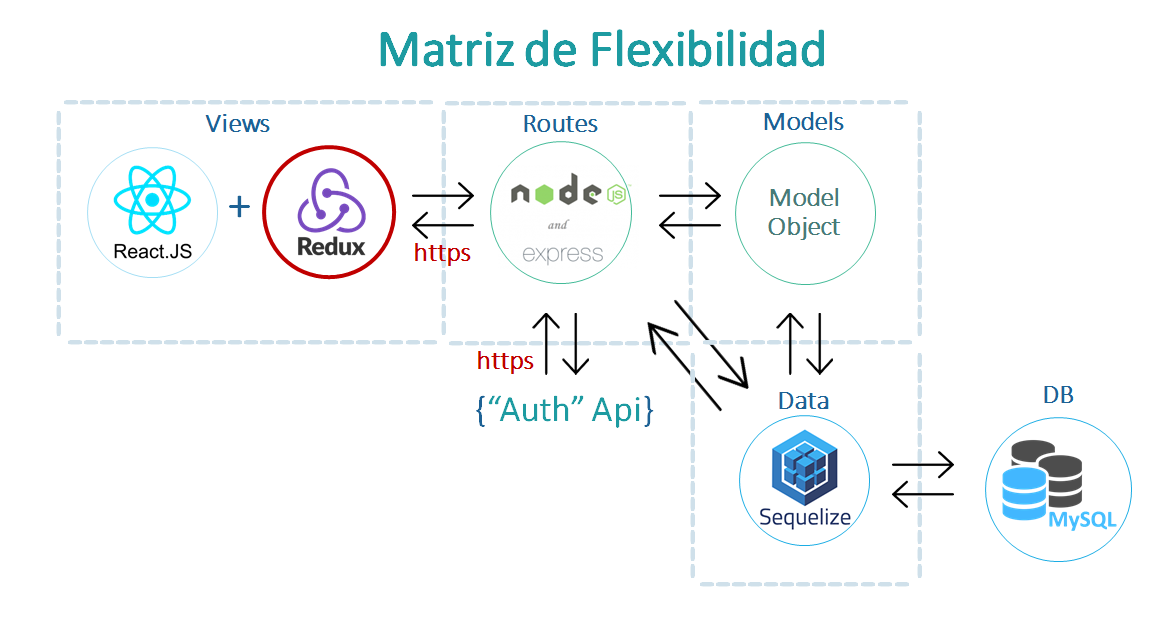 Matriz de Flexibilidad
Views
Routes
Models
React.JS
+
Redux
https
node JS
and
express
Model
Object
https
{“Auth” Api}
Data
Sequelize
DB
MySQL